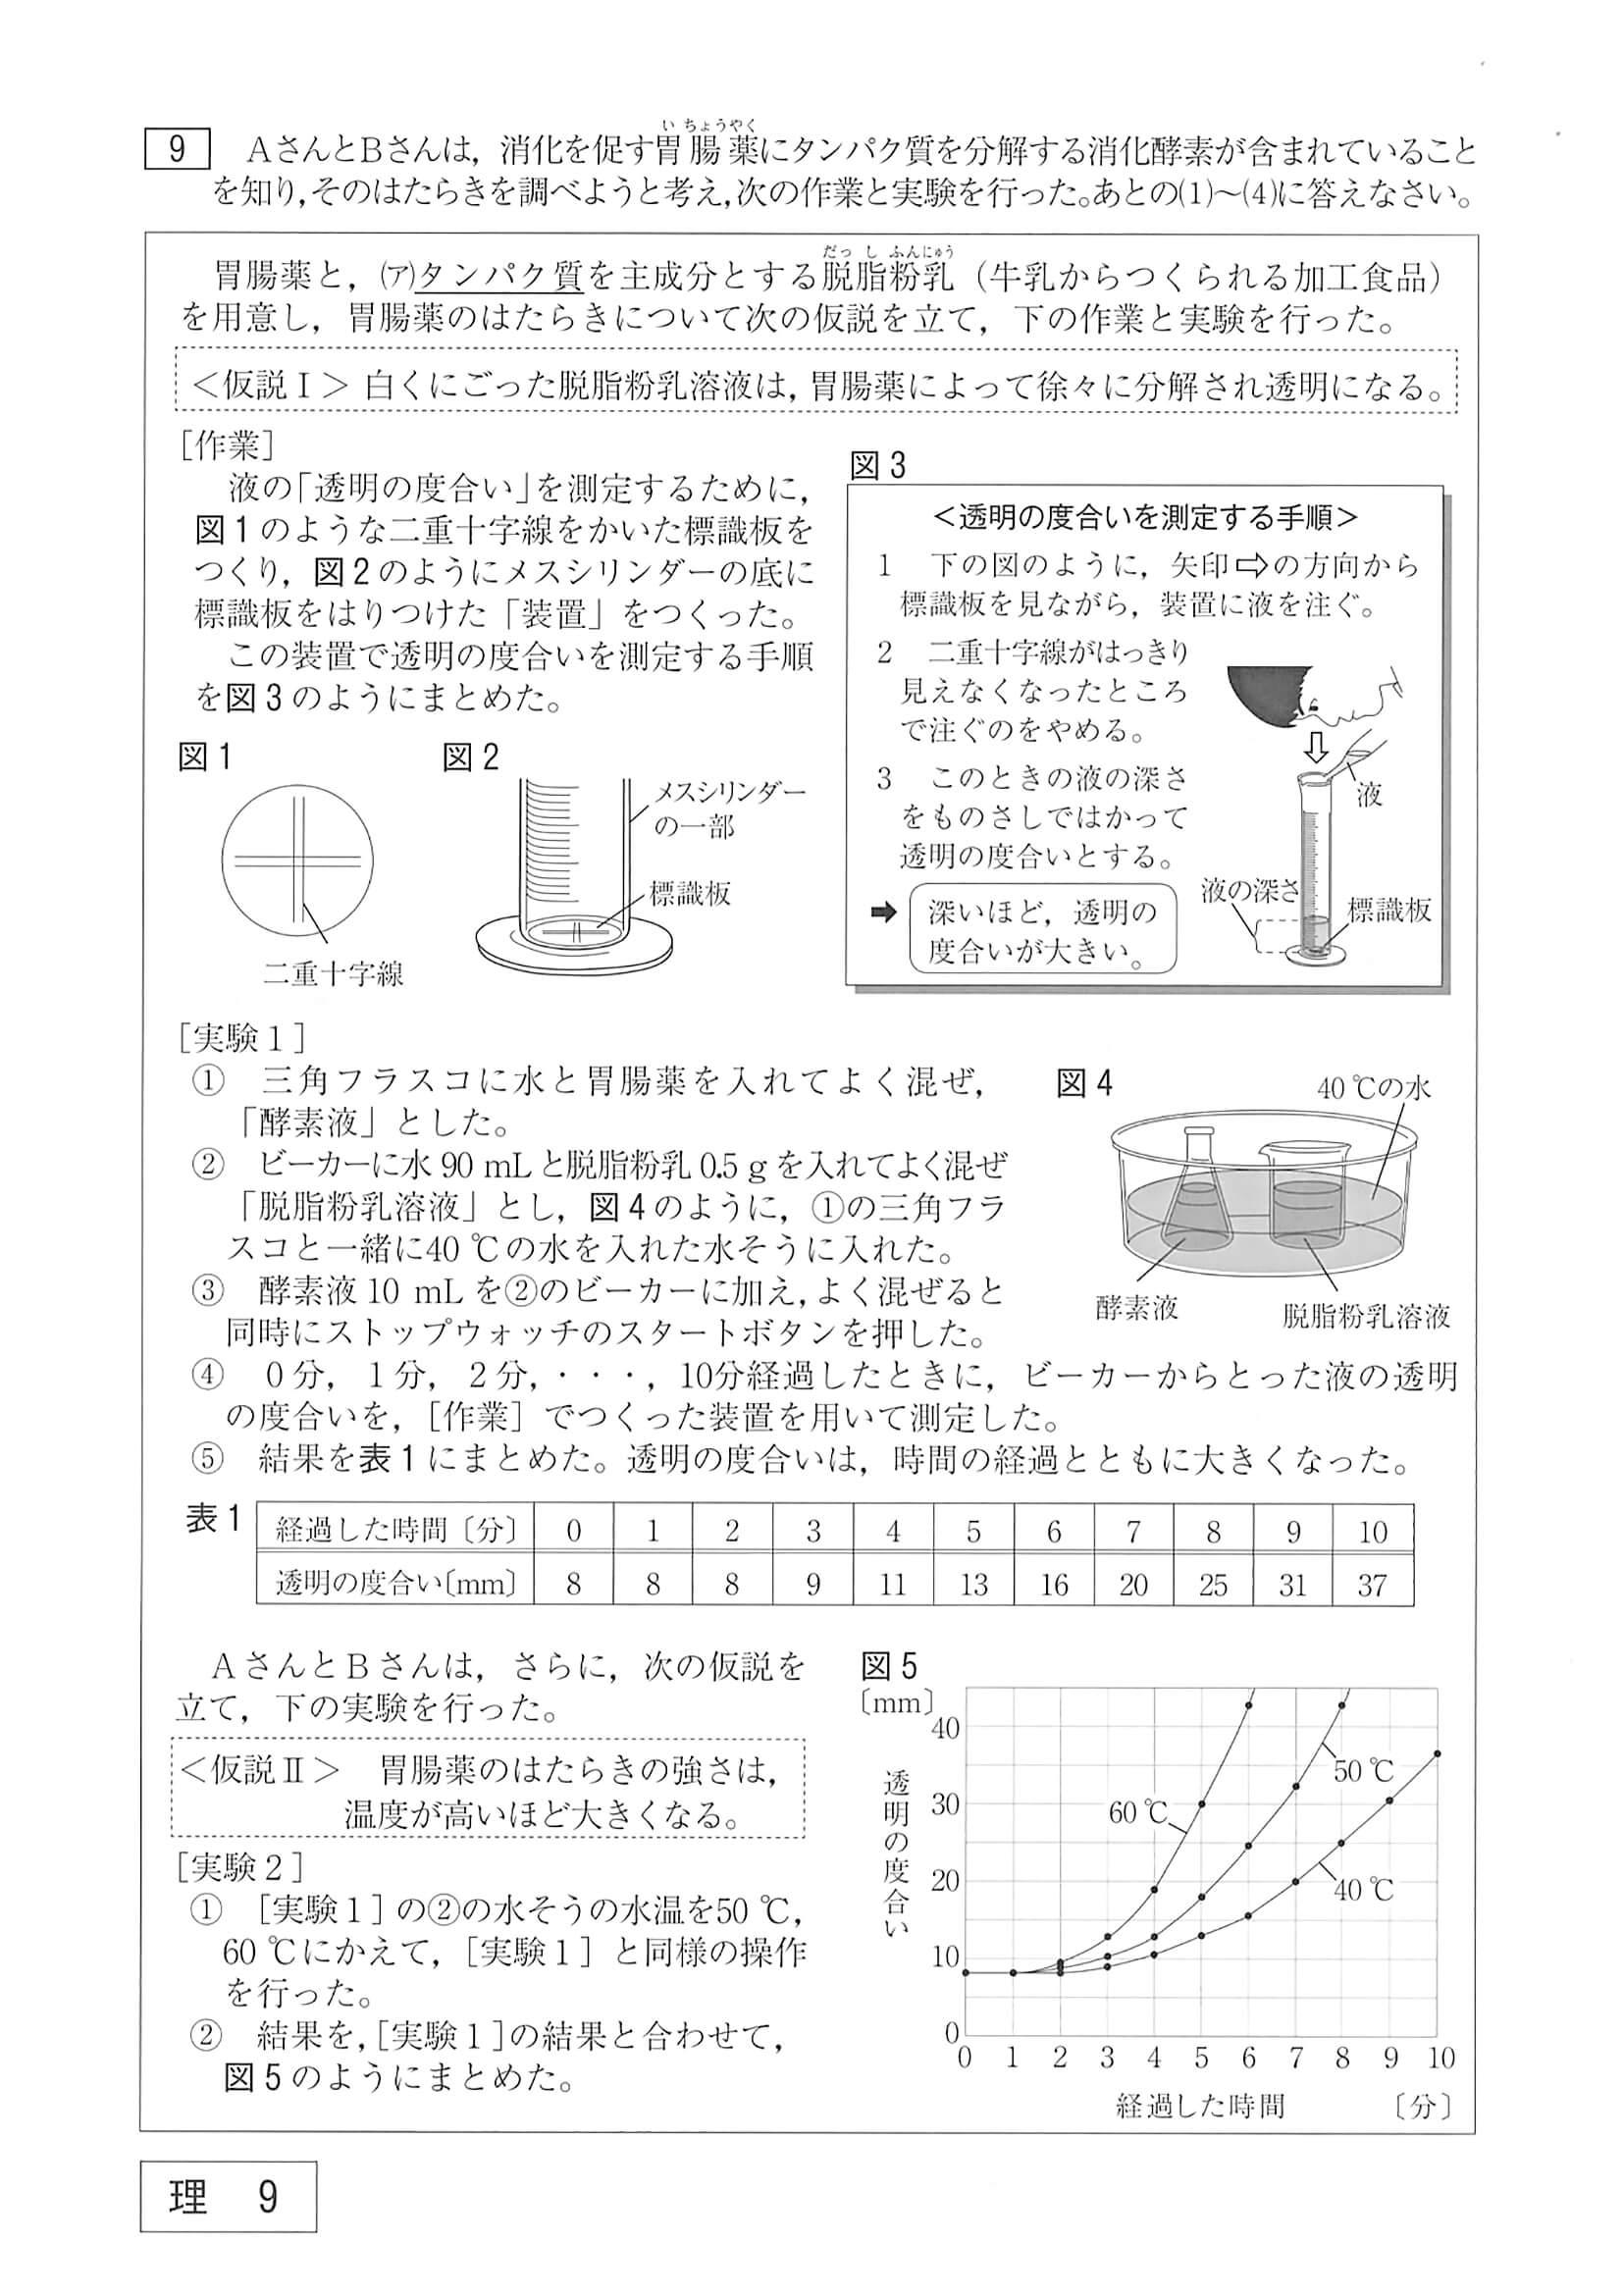 9 AさんとBさんは，消化を促す胃腸薬にタンパク質を分解する消化酵素が含まれていること
いちょうやく
を知り，そのはたらきを調べようと考え，次の作業と実験を行った。あとの(1)～(4)に答えなさい。
だっしふんにゅう
胃腸薬と，(ア)タンパク質を主成分とする脱脂粉乳（牛乳からつくられる加工食品）
を用意し，胃腸薬のはたらきについて次の仮説を立て，下の作業と実験を行った。
＜仮説Ⅰ＞ 白くにごった脱脂粉乳溶液は，胃腸薬によって徐々に分解され透明になる。
［作業］
液の「透明の度合い」を測定するために，
図1のような二重十字線をかいた標識板を
つくり，図2のようにメスシリンダーの底に
標識板をはりつけた「装置」をつくった。
この装置で透明の度合いを測定する手順
を図3のようにまとめた。
図1
二重十字線
図2
メスシリンダー
の一部
標識板
図3
＜透明の度合いを測定する手順＞
1 下の図のように，矢印⇨の方向から
標識板を見ながら，装置に液を注ぐ。
2 二重十字線がはっきり
見えなくなったところ
で注ぐのをやめる。
3 このときの液の深さ
をものさしではかって
透明の度合いとする。
➡ 深いほど，透明の
度合いが大きい。
液
液の深さ
標識板
［実験1］
① 三角フラスコに水と胃腸薬を入れてよく混ぜ，
「酵素液」とした。
② ビーカーに水90 mLと脱脂粉乳0.5 gを入れてよく混ぜ
「脱脂粉乳溶液」とし，図4のように，①の三角フラ
スコと一緒に40 ℃の水を入れた水そうに入れた。
③ 酵素液10 mLを②のビーカーに加え，よく混ぜると
同時にストップウォッチのスタートボタンを押した。
④ 0分，1分，2分，・・・，10分経過したときに，ビーカーからとった液の透明
の度合いを，［作業］でつくった装置を用いて測定した。
⑤ 結果を表1にまとめた。透明の度合いは，時間の経過とともに大きくなった。
図4
40 ℃の水
酵素液
脱脂粉乳溶液
表1
経過した時間〔分〕 0 1 2 3 4 5 6 7 8 9 10
透明の度合い〔mm〕 8 8 8 9 11 13 16 20 25 31 37
AさんとBさんは，さらに，次の仮説を
立て，下の実験を行った。
＜仮説Ⅱ＞ 胃腸薬のはたらきの強さは，
温度が高いほど大きくなる。
［実験2］
① ［実験1］の②の水そうの水温を50 ℃，
60 ℃にかえて，［実験1］と同様の操作
を行った。
② 結果を，［実験1］の結果と合わせて，
図5のようにまとめた。
図5
〔mm〕
透明の度合い
40
30
20
10
0
60 ℃
50 ℃
40 ℃
0 1 2 3 4 5 6 7 8 9 10
経過した時間 〔分〕
理 9